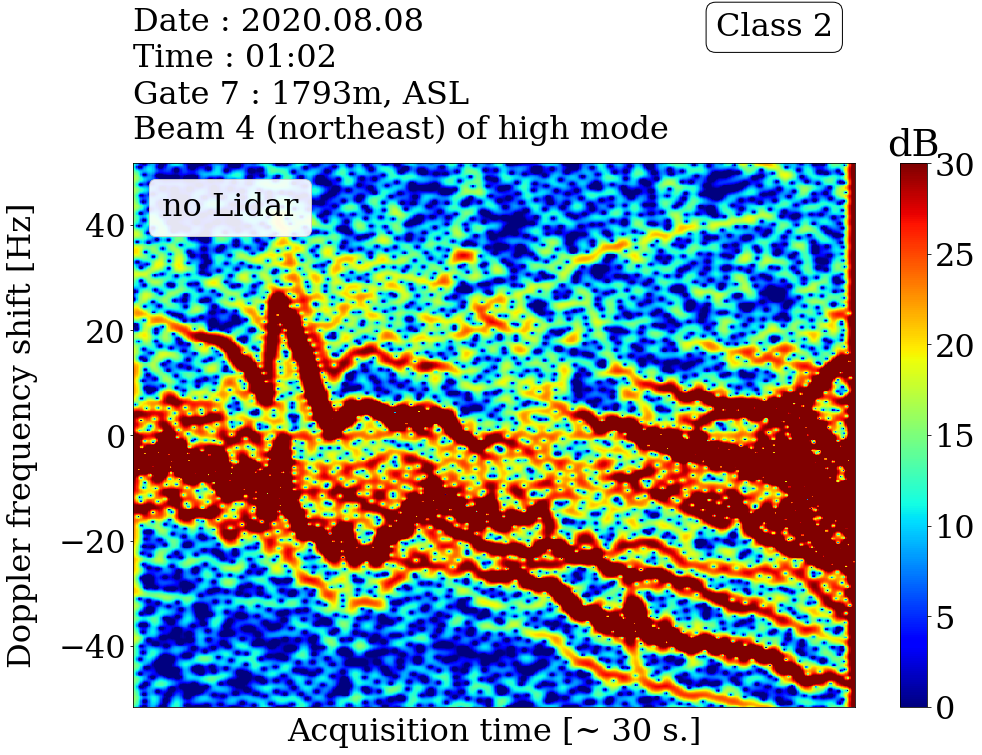 Date : 2020.08.08
Time : 01:02
Gate 7 : 1793m, ASL
Beam 4 (northeast) of high mode
Class 2
dB
no Lidar
Doppler frequency shift [Hz]
40
20
0
−20
−40
30
25
20
15
10
5
0
Acquisition time [~ 30 s.]